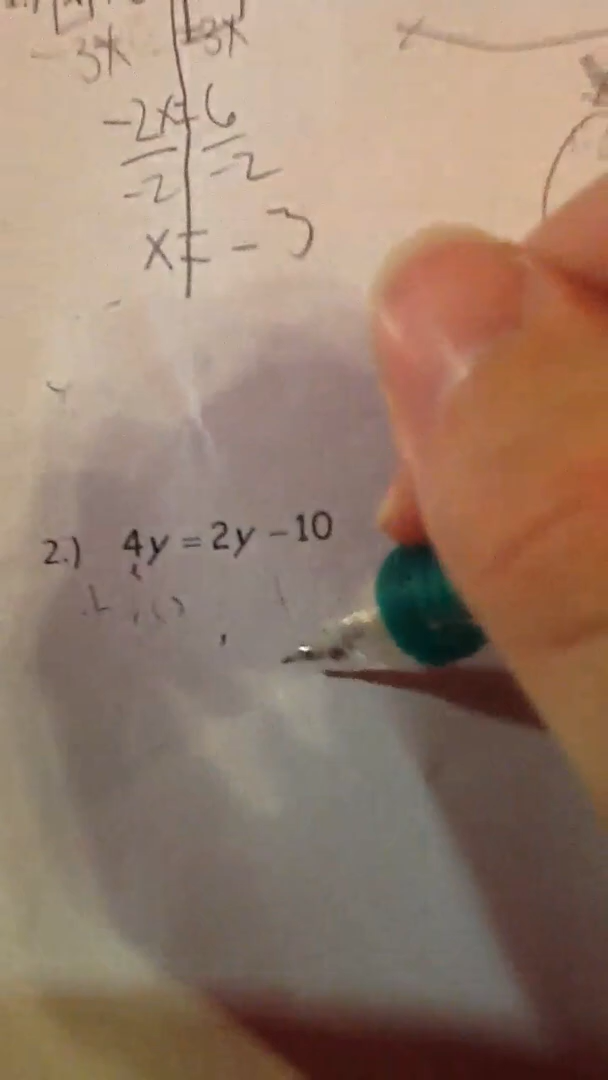 -3x -3x
-2x = 6
-2 -2
x = -3
2.) 4y = 2y - 10